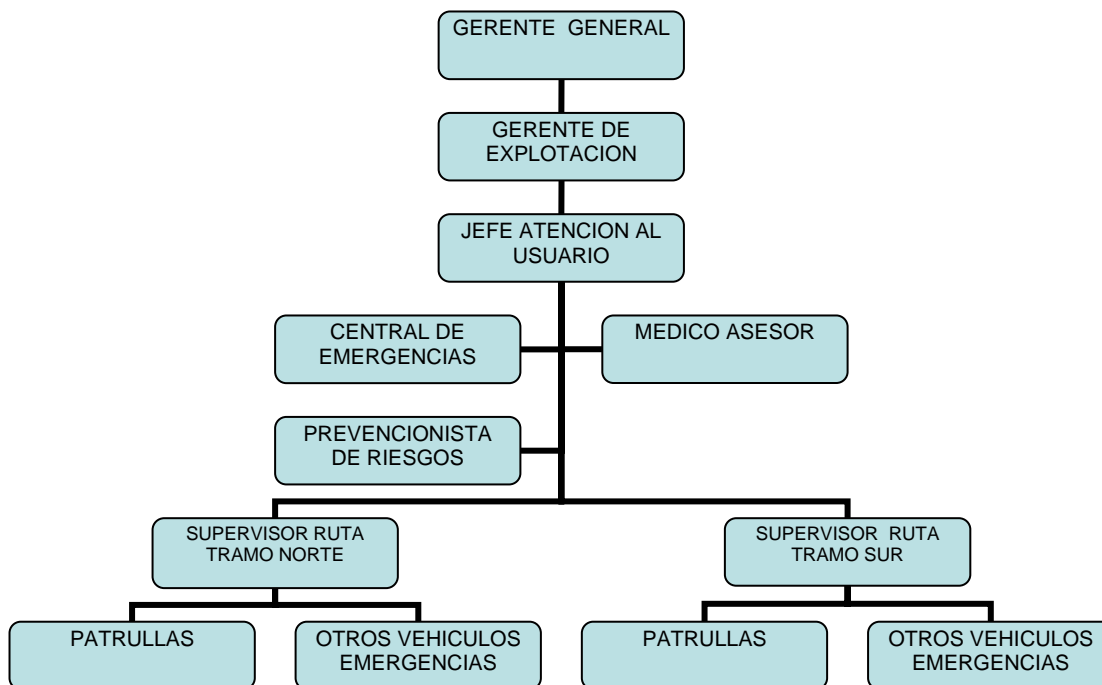 GERENTE GENERAL
GERENTE DE
EXPLOTACION
JEFE ATENCION AL
USUARIO
CENTRAL DE
EMERGENCIAS
MEDICO ASESOR
PREVENCIONISTA
DE RIESGOS
SUPERVISOR RUTA
TRAMO NORTE
SUPERVISOR RUTA
TRAMO SUR
PATRULLAS
OTROS VEHICULOS
EMERGENCIAS
PATRULLAS
OTROS VEHICULOS
EMERGENCIAS